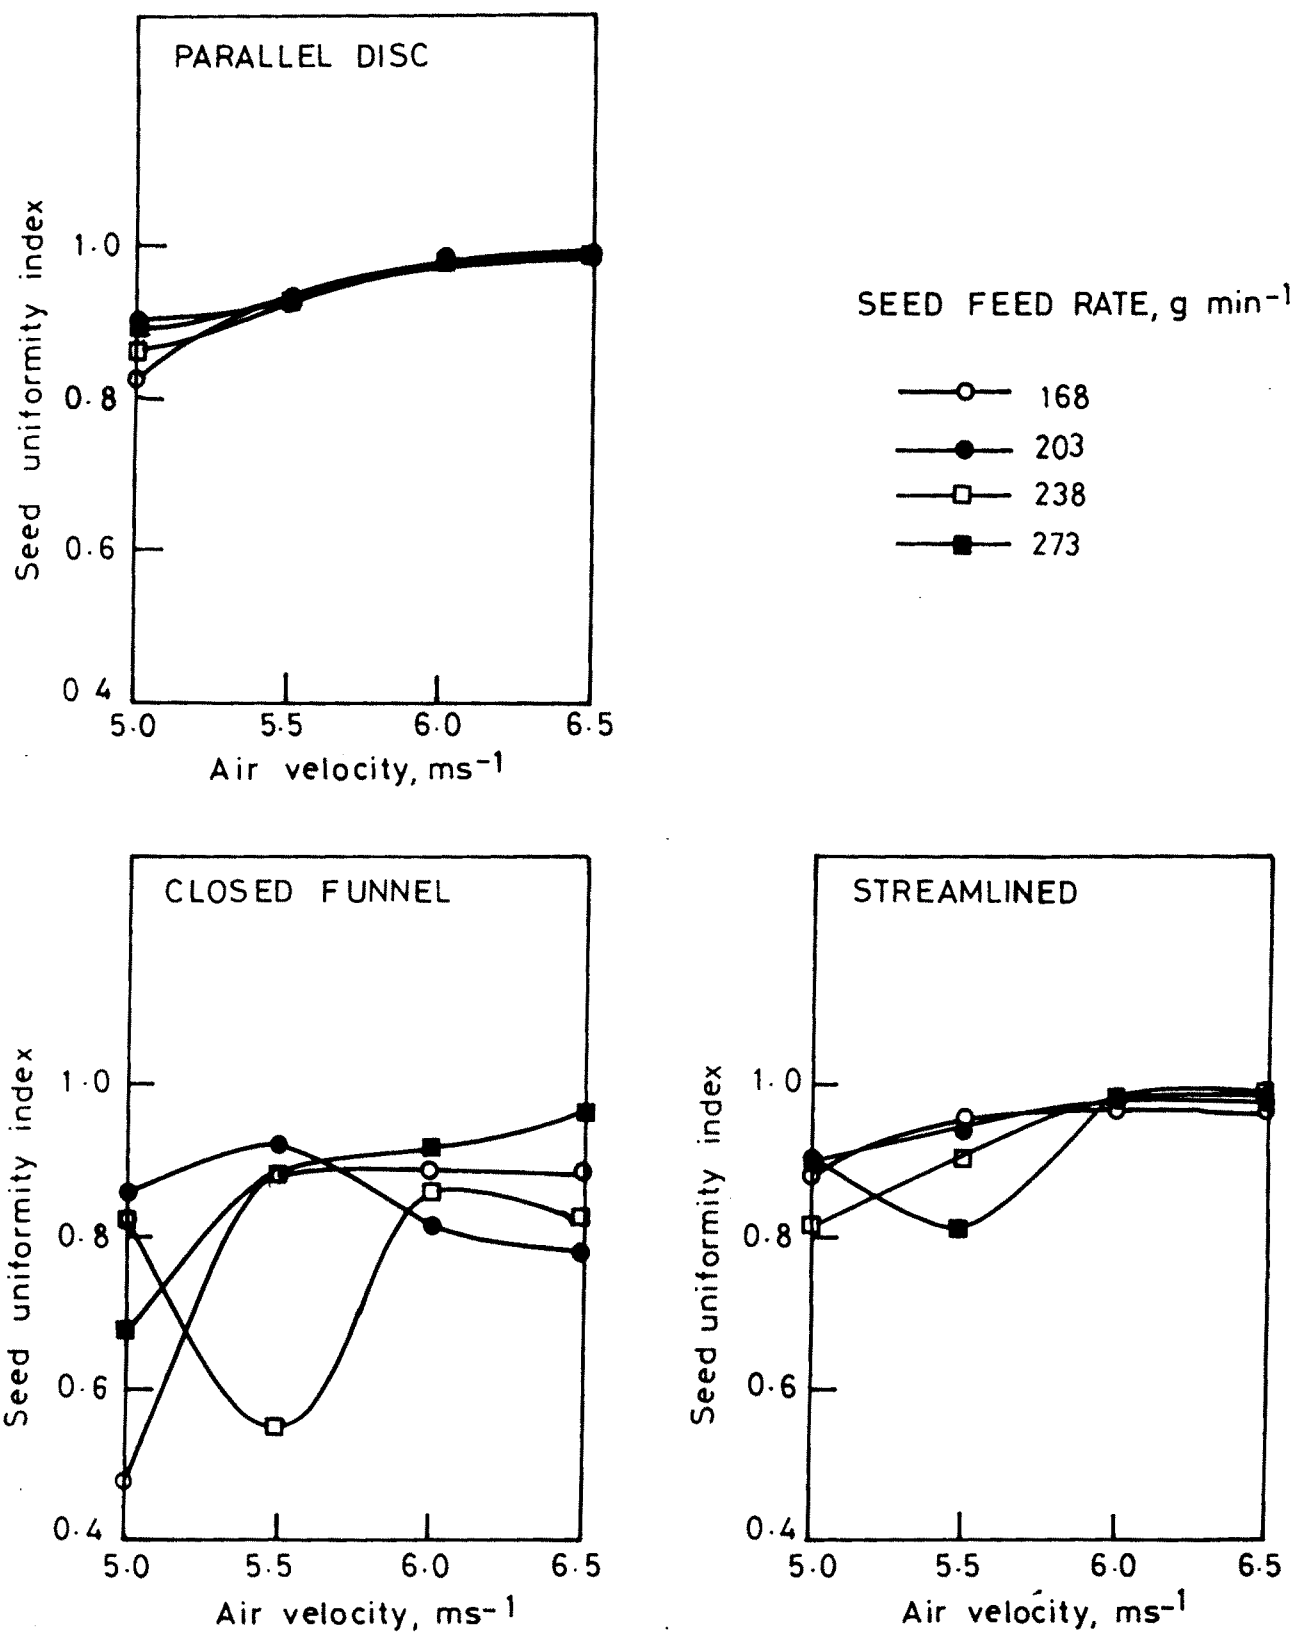 PARALLEL DISC
Seed uniformity index
1.0
0.8
0.6
0 4
5.0 5.5 6.0 6.5
Air velocity, ms⁻¹
SEED FEED RATE, g min⁻¹
168
203
238
273
CLOSED FUNNEL
Seed uniformity index
1.0
0.8
0.6
0.4
5.0 5.5 6.0 6.5
Air velocity, ms⁻¹
STREAMLINED
Seed uniformity index
1.0
0.8
0.6
0.4
5.0 5.5 6.0 6.5
Air velocity, ms⁻¹